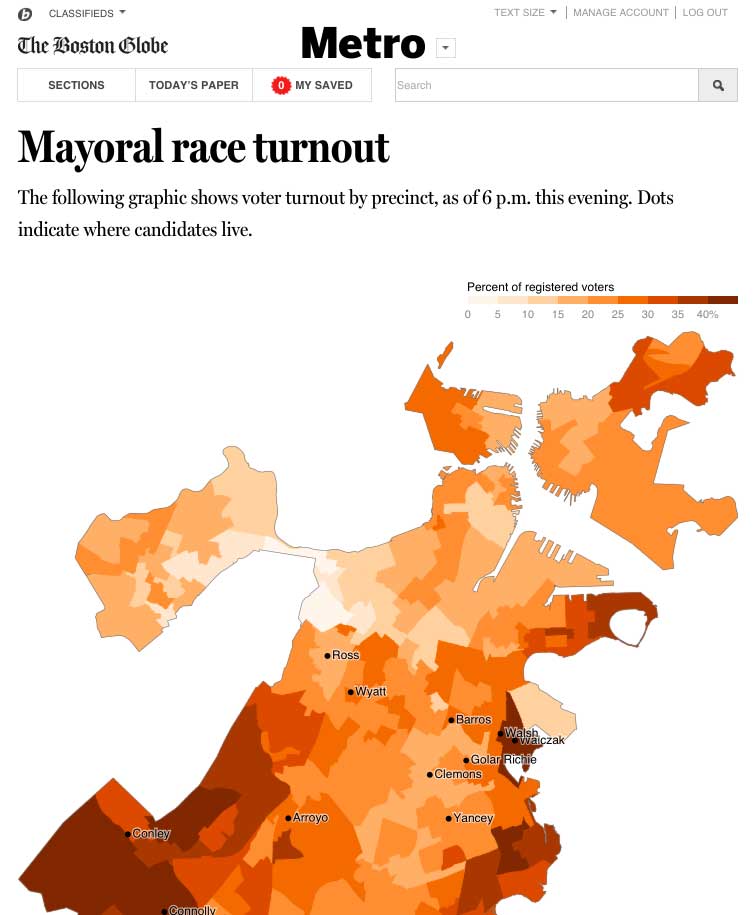 CLASSIFIEDS
TEXT SIZE
MANAGE ACCOUNT
LOG OUT
The Boston Globe
Metro
SECTIONS
TODAY'S PAPER
0 MY SAVED
Search
Mayoral race turnout
The following graphic shows voter turnout by precinct, as of 6 p.m. this evening. Dots
indicate where candidates live.
Percent of registered voters
0 5 10 15 20 25 30 35 40%
Ross
Wyatt
Barros
Walsh
Walczak
Golar Richie
Clemons
Arroyo
Yancey
Conley
Connolly